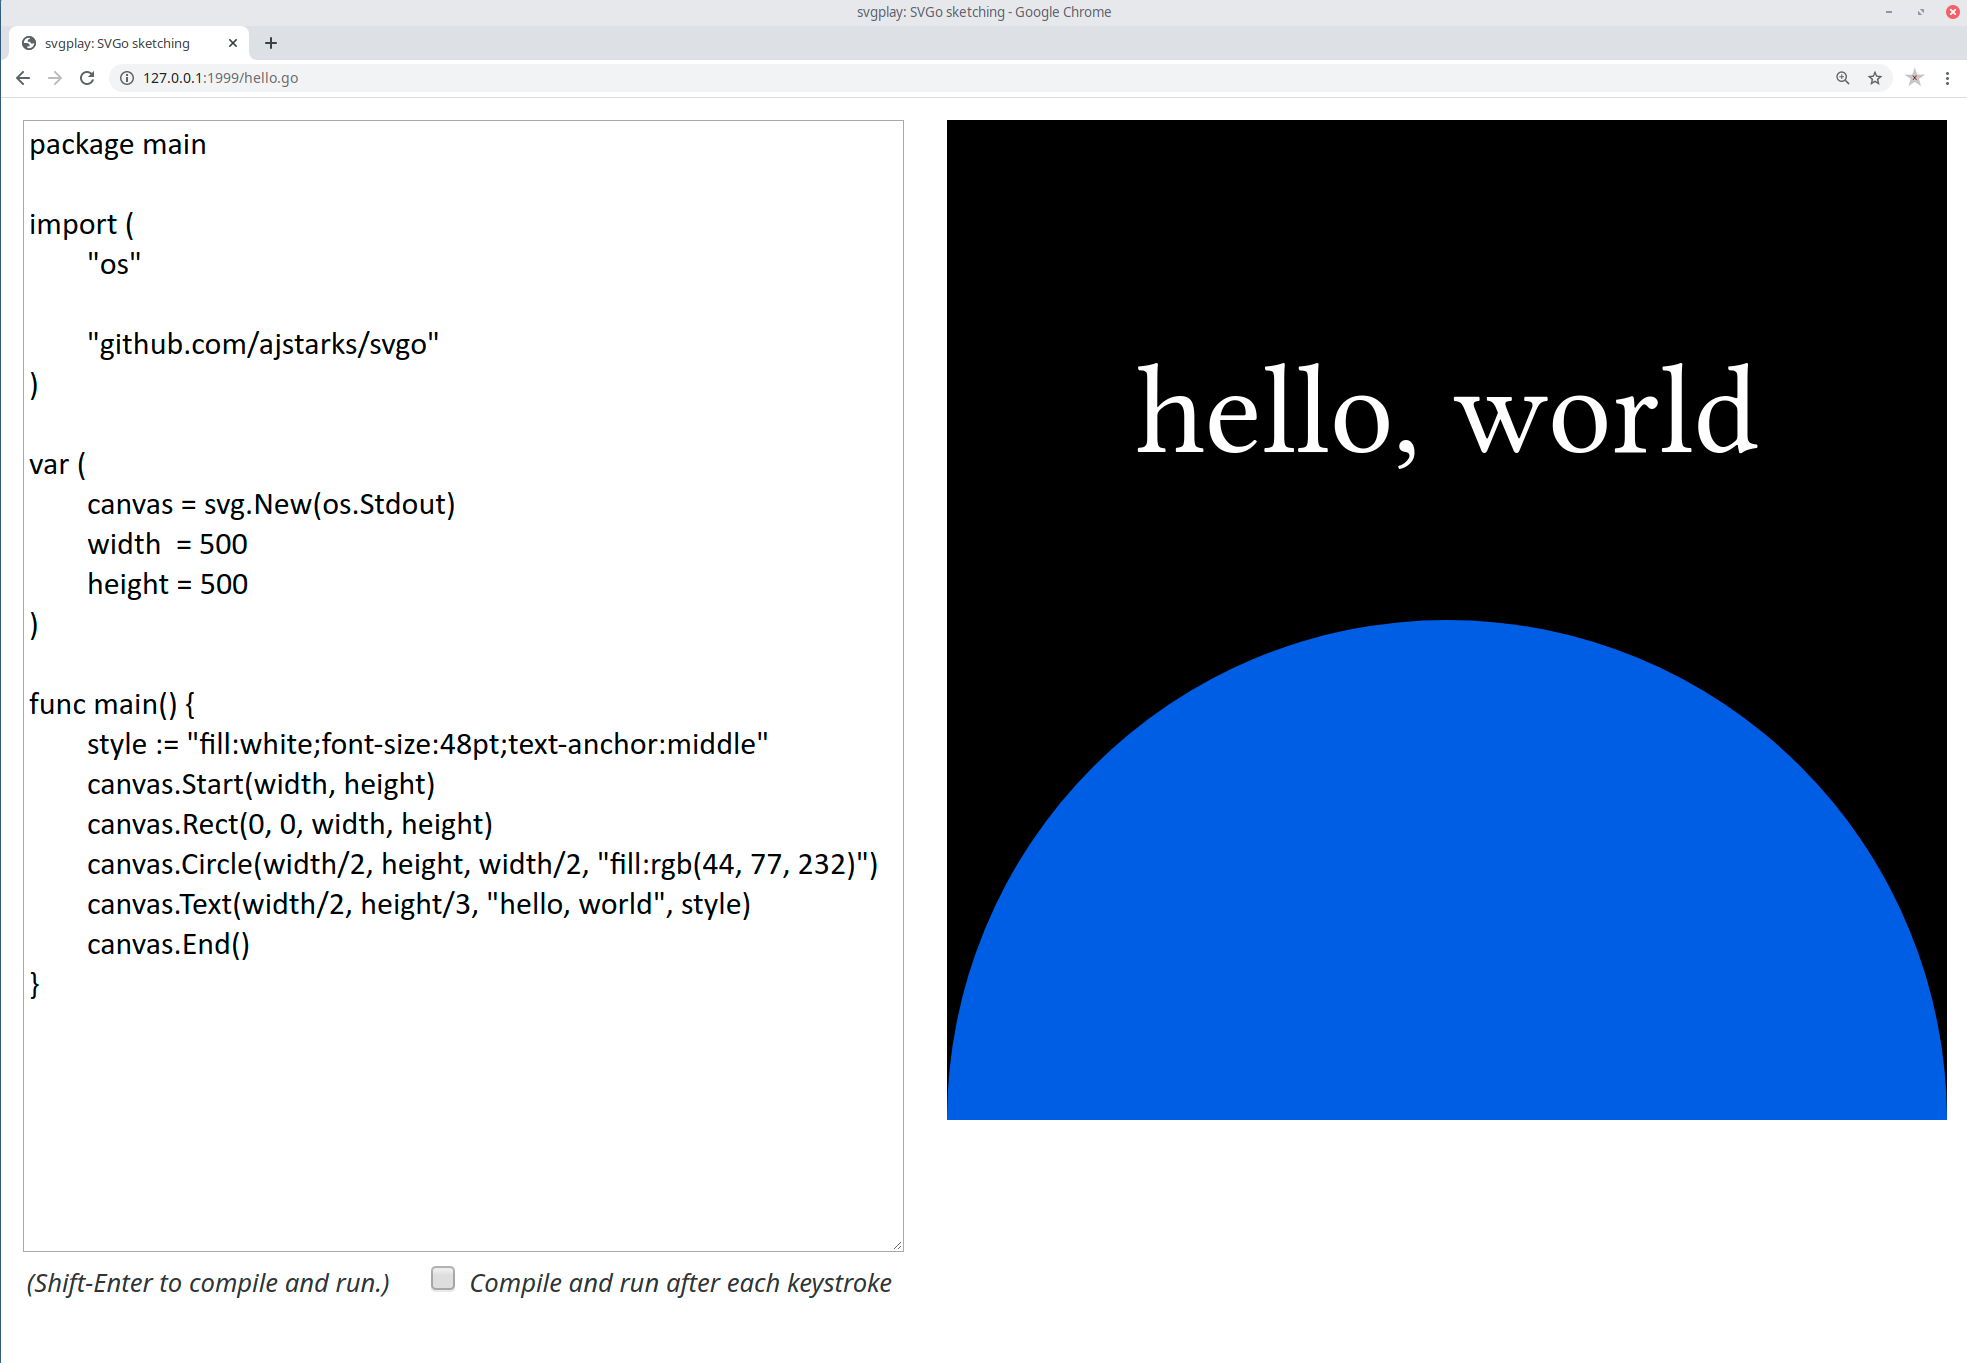 svgplay: SVGo sketching - Google Chrome
svgplay: SVGo sketching
127.0.0.1:1999/hello.go
package main
import (
"os"
"github.com/ajstarks/svgo"
)
var (
canvas = svg.New(os.Stdout)
width  = 500
height = 500
)
func main() {
style := "fill:white;font-size:48pt;text-anchor:middle"
canvas.Start(width, height)
canvas.Rect(0, 0, width, height)
canvas.Circle(width/2, height, width/2, "fill:rgb(44, 77, 232)")
canvas.Text(width/2, height/3, "hello, world", style)
canvas.End()
}
(Shift-Enter to compile and run.)
Compile and run after each keystroke
hello, world